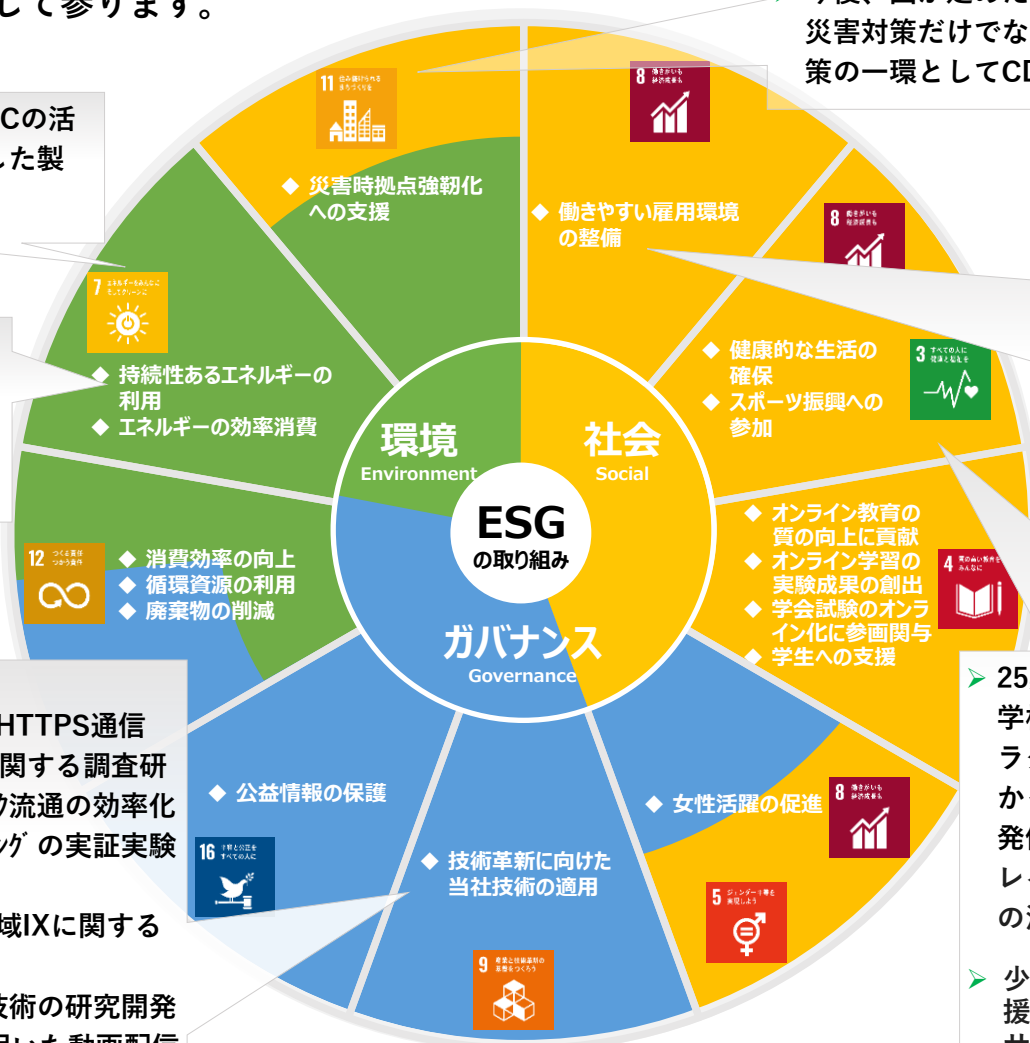 して参ります。
災害対策だけでな
策の一環としてCD
Cの活
した製
11 住み続けられる
まちづくりを
8 働きがいも
経済成長も
◆ 災害時拠点強靭化
への支援
◆ 働きやすい雇用環境
の整備
8 働きがいも
経済成長も
7 エネルギーをみんなに
そしてクリーンに
◆ 持続性あるエネルギーの
利用
◆ エネルギーの効率消費
◆ 健康的な生活の
確保
◆ スポーツ振興への
参加
3 すべての人に
健康と福祉を
環境
Environment
社会
Social
ESG
の取り組み
ガバナンス
Governance
12 つくる責任
つかう責任
◆ 消費効率の向上
◆ 循環資源の利用
◆ 廃棄物の削減
◆ オンライン教育の
質の向上に貢献
◆ オンライン学習の
実験成果の創出
◆ 学会試験のオンラ
イン化に参画関与
◆ 学生への支援
4 質の高い教育を
みんなに
HTTPS通信
関する調査研
ｸ流通の効率化
ﾝｸﾞの実証実験
域IXに関する
技術の研究開発
用いた動画配信
◆ 公益情報の保護
16 平和と公正を
すべての人に
◆ 技術革新に向けた
当社技術の適用
9 産業と技術革新の
基盤をつくろう
◆ 女性活躍の促進
8 働きがいも
経済成長も
5 ジェンダー平等を
実現しよう
➢ 25
学校
か
発信
レ
の
➢ 少
援